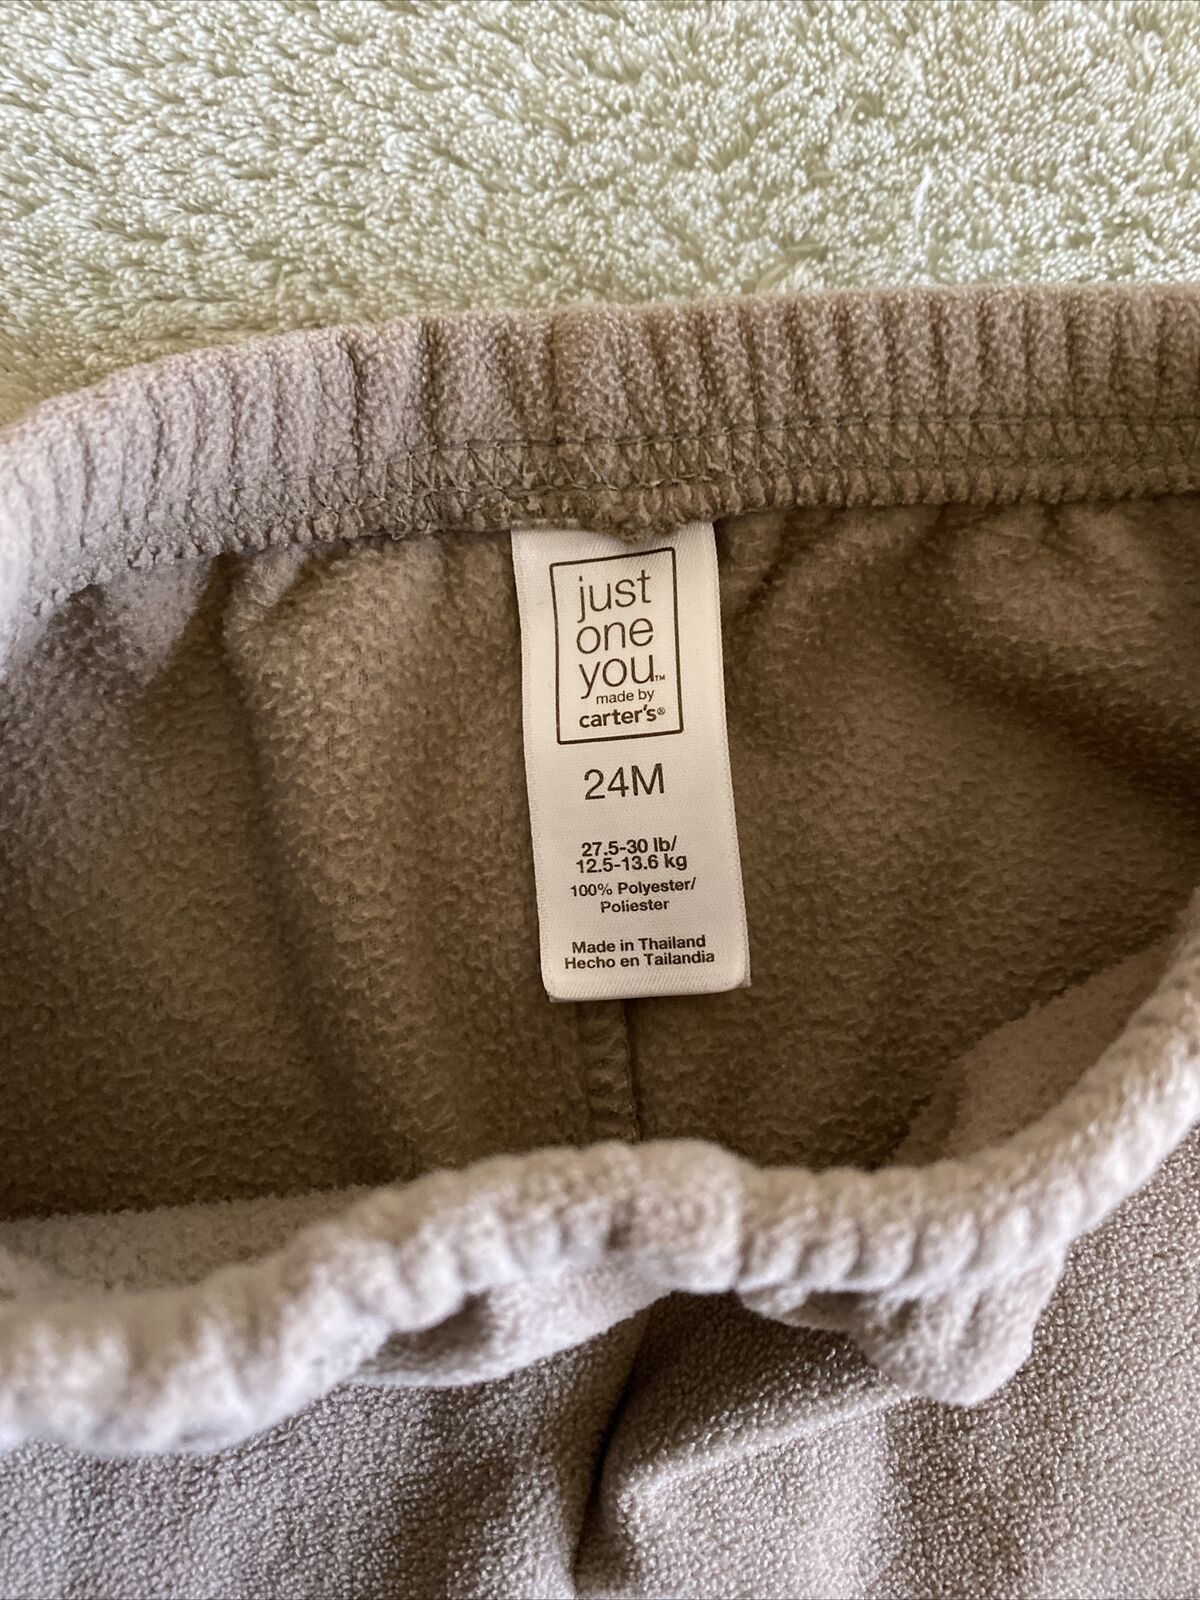 just
one
you™
made by
carter's®
24M
27.5-30 lb/
12.5-13.6 kg
100% Polyester/
Poliester
Made in Thailand
Hecho en Tailandia